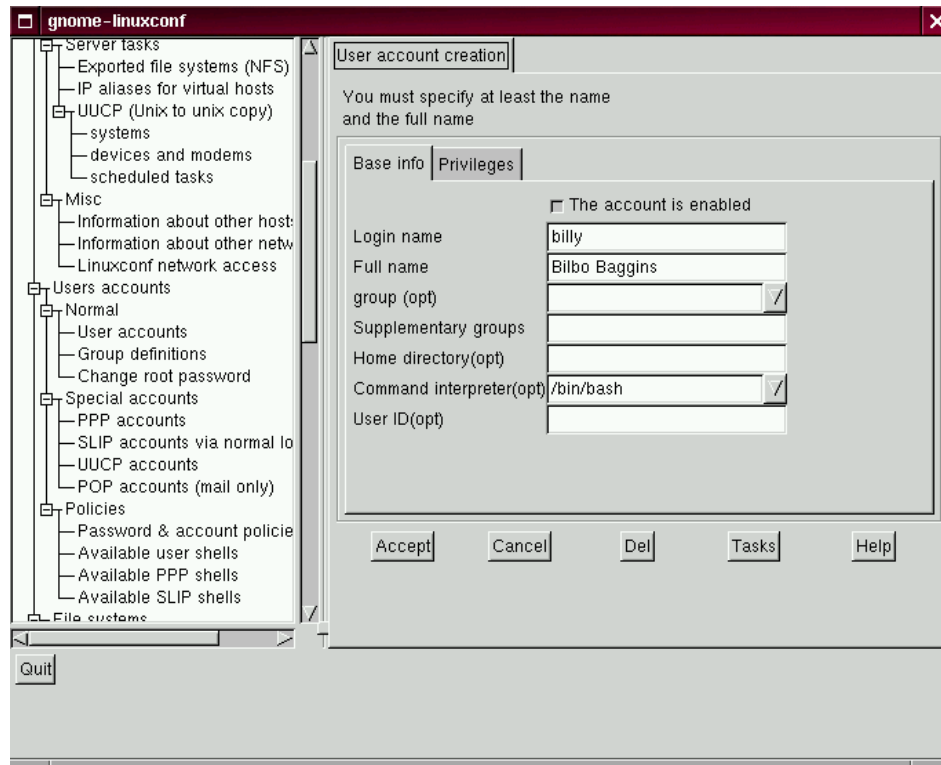 gnome-linuxconf
Server tasks
Exported file systems (NFS)
IP aliases for virtual hosts
UUCP (Unix to unix copy)
systems
devices and modems
scheduled tasks
Misc
Information about other
Information about other
Linuxconf network access
Users accounts
Normal
User accounts
Group definitions
Change root password
Special accounts
PPP accounts
SLIP accounts via normal lo
UUCP accounts
POP accounts (mail only)
Policies
Password & account policie
Available user shells
Available PPP shells
Available SLIP shells
File systems
Quit
User account creation
You must specify at least the name
and the full name
Base info Privileges
The account is enabled
Login name billy
Full name Bilbo Baggins
group (opt)
Supplementary groups
Home directory(opt)
Command interpreter(opt) /bin/bash
User ID(opt)
Accept Cancel Del Tasks Help